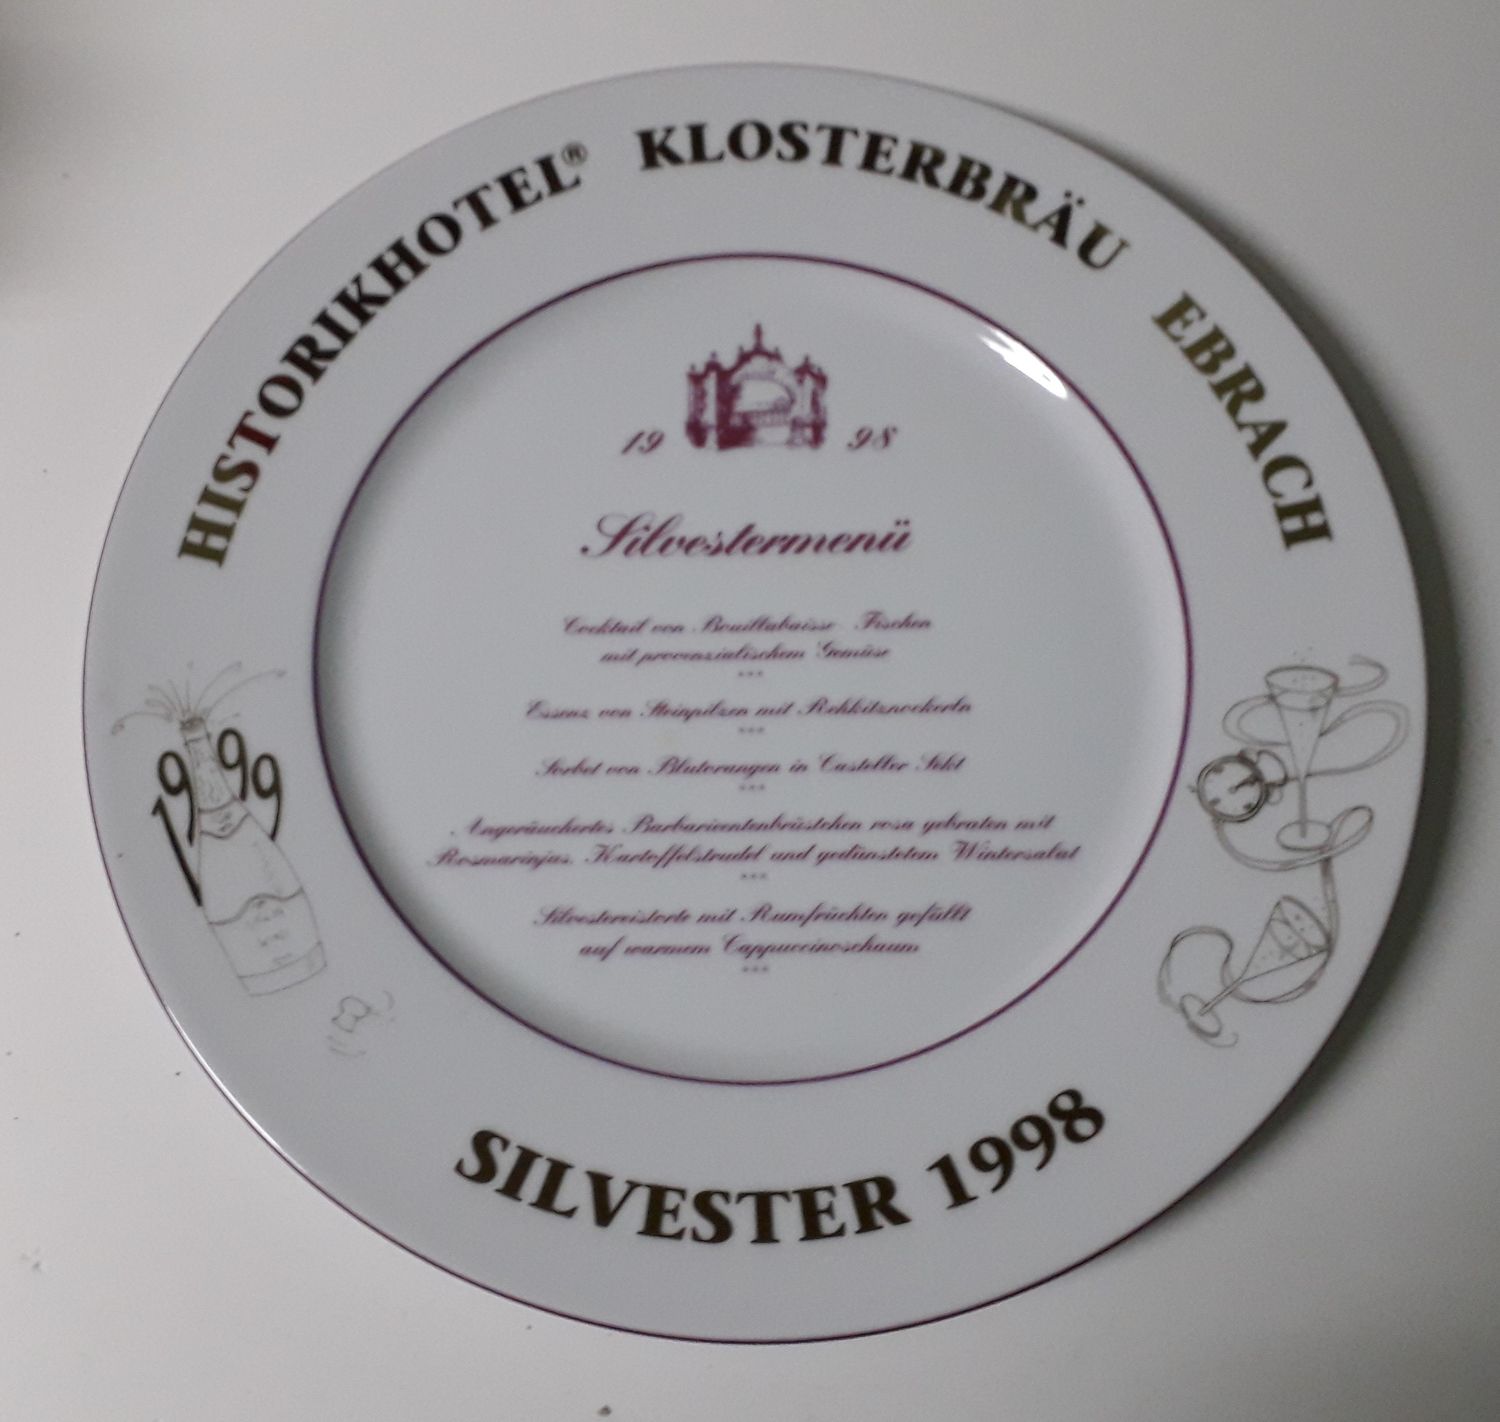 HISTORIKHOTEL® KLOSTERBRÄU EBRACH
19 98
Silvestermenü
Cocktail von Bouillabaisse Fischen
mit provenzialischem Gemüse
***
Essenz von Steinpilzen mit Rehkitznockerln
***
Sorbet von Blutorangen in Casteller Sekt
***
Angeräuchertes Barbarieentenbrüstchen rosa gebraten mit
Rosmarinjus, Kartoffelstrudel und gedünstetem Wintersalat
***
Silvestereistorte mit Rumfrüchten gefüllt
auf warmem Cappuccinoschaum
***
1999
SILVESTER 1998